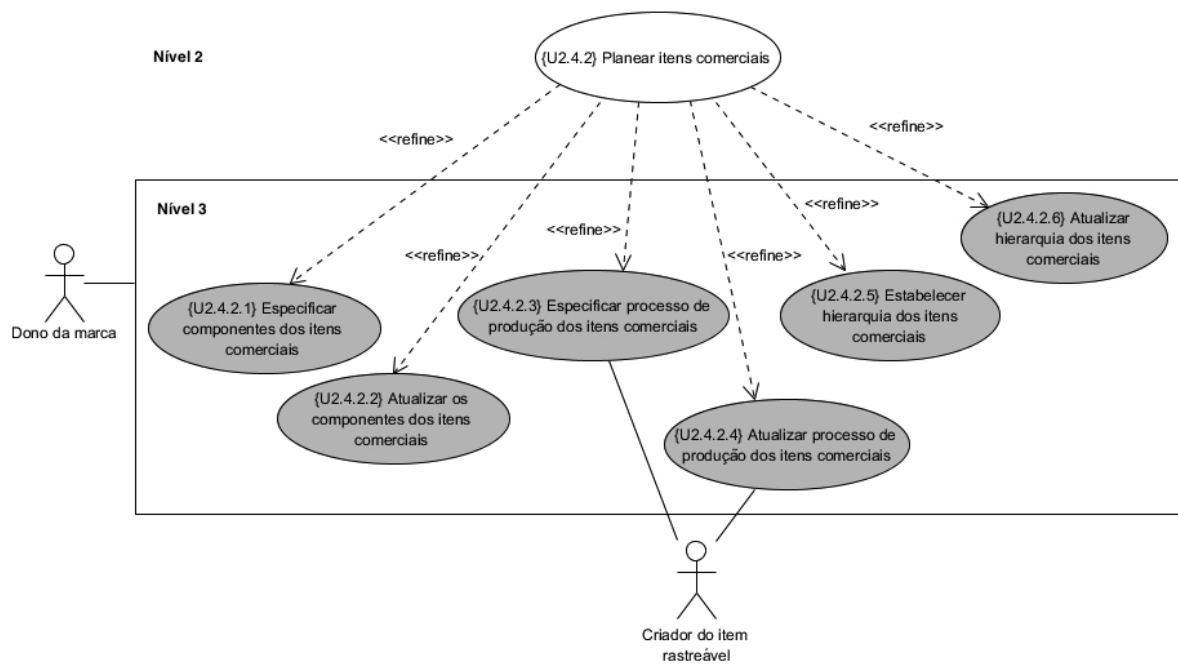 Nível 2
{U2.4.2} Planear itens comerciais
<<refine>>
<<refine>>
<<refine>>
<<refine>>
<<refine>>
<<refine>>
Nível 3
{U2.4.2.6} Atualizar
hierarquia dos itens
comerciais
{U2.4.2.1} Especificar
componentes dos itens
comerciais
{U2.4.2.3} Especificar processo de
produção dos itens comerciais
{U2.4.2.5} Estabelecer
hierarquia dos itens
comerciais
Dono da marca
{U2.4.2.2} Atualizar os
componentes dos itens
comerciais
{U2.4.2.4} Atualizar processo de
produção dos itens comerciais
Criador do item
rastreável